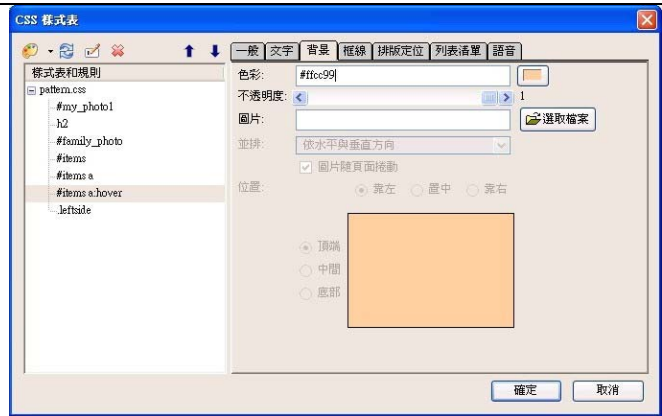 CSS 樣式表
一般 文字 背景 框線 排版定位 列表清單 語音
樣式表和規則
pattern.css
#my_photo1
h2
#family_photo
#items
#items a
#items a:hover
.leftside
色彩: #ffcc99
不透明度: 1
圖片: 選取檔案
並排: 依水平與垂直方向
圖片隨頁面捲動
位置: 靠左 置中 靠右
頂端
中間
底部
確定 取消